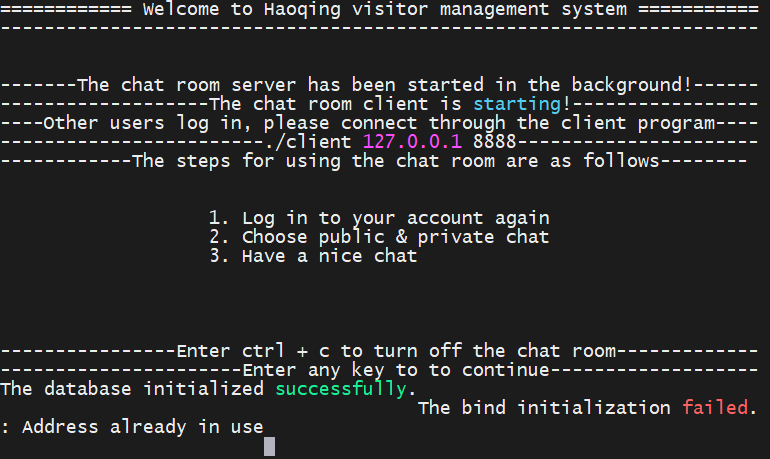 ============ Welcome to Haoqing visitor management system ===========
---------------------------------------------------------------------
-------The chat room server has been started in the background!------
-------------------The chat room client is starting!-----------------
----Other users log in, please connect through the client program----
------------------------./client 127.0.0.1 8888----------------------
------------The steps for using the chat room are as follows--------
1. Log in to your account again
2. Choose public & private chat
3. Have a nice chat
----------------Enter ctrl + c to turn off the chat room-------------
----------------------Enter any key to to continue-------------------
The database initialized successfully.
The bind initialization failed.
: Address already in use